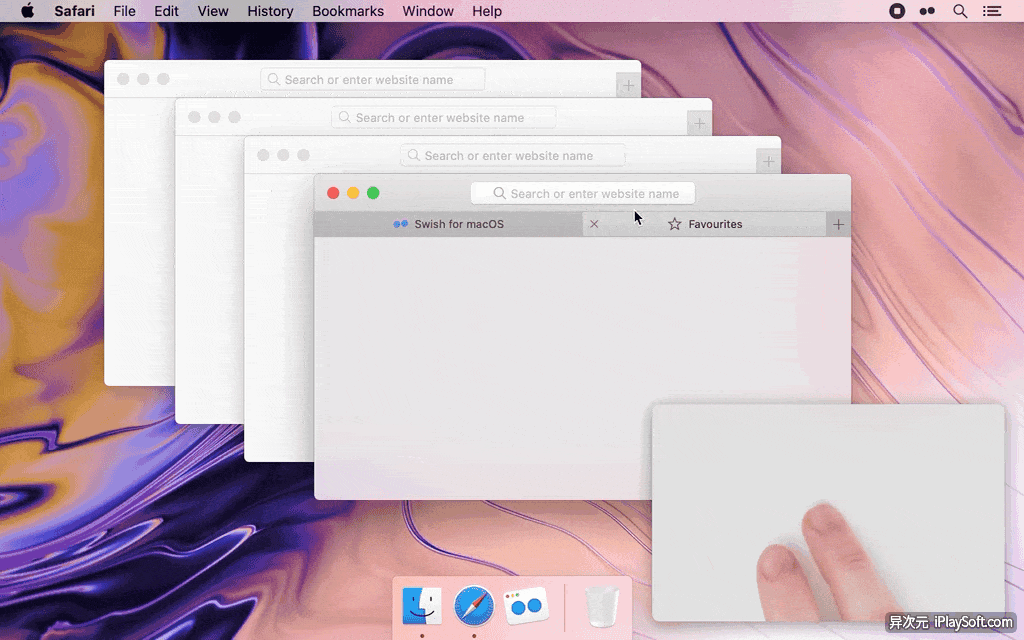 Safari File Edit View History Bookmarks Window Help
Search or enter website name
Search or enter website name
Search or enter website name
Search or enter website name
Swish for macOS Favourites
异次元 iPlaySoft.com